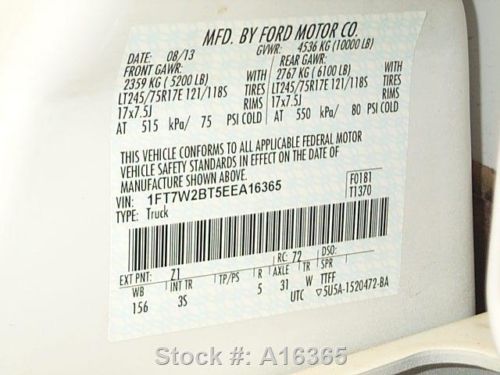 MFD. BY FORD MOTOR CO.
DATE: 08/13 GVWR: 4536 KG (10000 LB)
FRONT GAWR: REAR GAWR:
2359 KG ( 5200 LB) WITH 2767 KG ( 6100 LB) WITH
LT245/75R17E 121/118S TIRES LT245/75R17E 121/118S TIRES
17x7.5J RIMS 17x7.5J RIMS
AT 515 kPa/ 75 PSI COLD AT 550 kPa/ 80 PSI COLD
THIS VEHICLE CONFORMS TO ALL APPLICABLE FEDERAL MOTOR
VEHICLE SAFETY STANDARDS IN EFFECT ON THE DATE OF
MANUFACTURE SHOWN ABOVE.
VIN: 1FT7W2BT5EEA16365 F0181
TYPE: Truck T1370
EXT PNT: Z1 RC: 72 DSO:
WB INT TR TP/PS R AXLE TR SPR
156 3S 5 31 W TTFF
UTC ▽5U5A-1520472-BA
Stock #: A16365